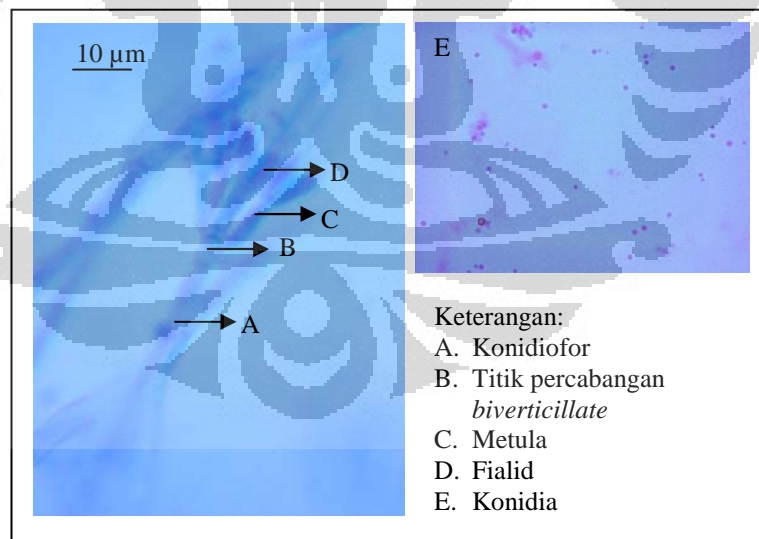 10 µm
E
D
C
B
A
Keterangan:
A. Konidiofor
B. Titik percabangan
biverticillate
C. Metula
D. Fialid
E. Konidia